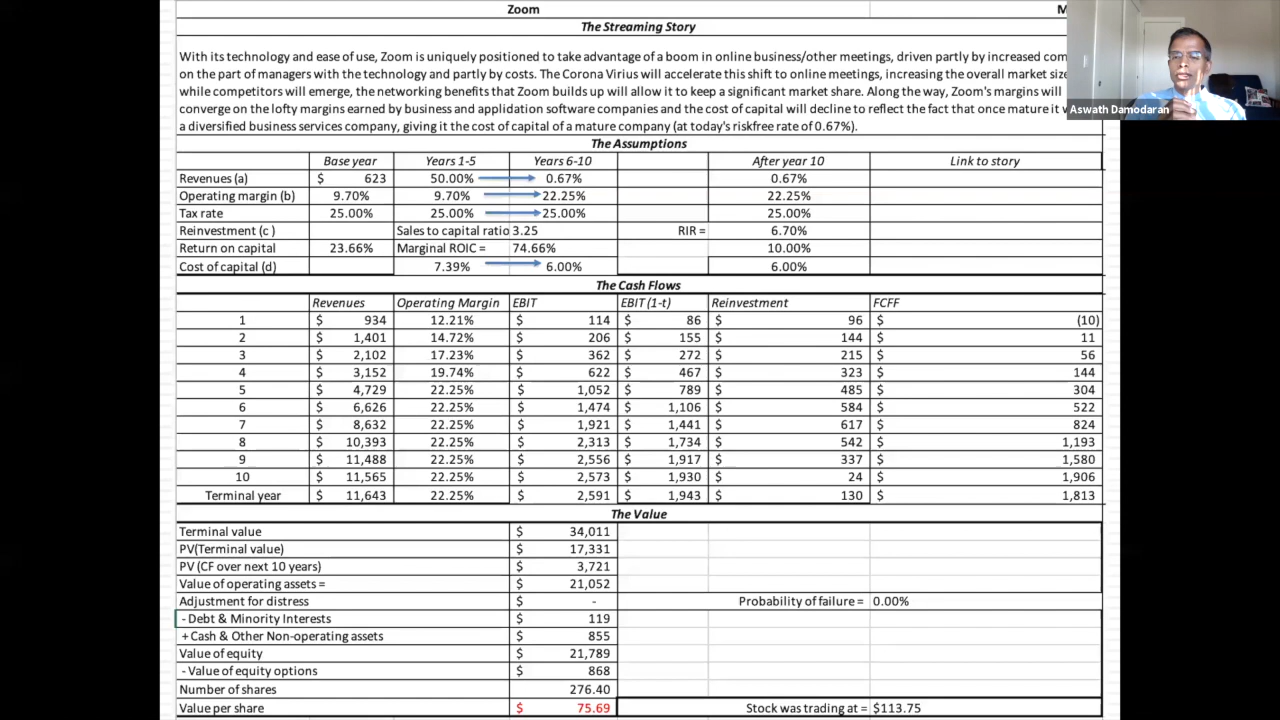 Zoom M
The Streaming Story
With its technology and ease of use, Zoom is uniquely positioned to take advantage of a boom in online business/other meetings, driven partly by increased com
on the part of managers with the technology and partly by costs. The Corona Virius will accelerate this shift to online meetings, increasing the overall market size
while competitors will emerge, the networking benefits that Zoom builds up will allow it to keep a significant market share. Along the way, Zoom's margins will
converge on the lofty margins earned by business and applidation software companies and the cost of capital will decline to reflect the fact that once mature it w
a diversified business services company, giving it the cost of capital of a mature company (at today's riskfree rate of 0.67%).
Aswath Damodaran
The Assumptions
Base year Years 1-5 Years 6-10 After year 10 Link to story
Revenues (a) $ 623 50.00% 0.67% 0.67%
Operating margin (b) 9.70% 9.70% 22.25% 22.25%
Tax rate 25.00% 25.00% 25.00% 25.00%
Reinvestment (c ) Sales to capital ratio 3.25 RIR = 6.70%
Return on capital 23.66% Marginal ROIC = 74.66% 10.00%
Cost of capital (d) 7.39% 6.00% 6.00%
The Cash Flows
Revenues Operating Margin EBIT EBIT (1-t) Reinvestment FCFF
1 $ 934 12.21% $ 114 $ 86 $ 96 $ (10)
2 $ 1,401 14.72% $ 206 $ 155 $ 144 $ 11
3 $ 2,102 17.23% $ 362 $ 272 $ 215 $ 56
4 $ 3,152 19.74% $ 622 $ 467 $ 323 $ 144
5 $ 4,729 22.25% $ 1,052 $ 789 $ 485 $ 304
6 $ 6,626 22.25% $ 1,474 $ 1,106 $ 584 $ 522
7 $ 8,632 22.25% $ 1,921 $ 1,441 $ 617 $ 824
8 $ 10,393 22.25% $ 2,313 $ 1,734 $ 542 $ 1,193
9 $ 11,488 22.25% $ 2,556 $ 1,917 $ 337 $ 1,580
10 $ 11,565 22.25% $ 2,573 $ 1,930 $ 24 $ 1,906
Terminal year $ 11,643 22.25% $ 2,591 $ 1,943 $ 130 $ 1,813
The Value
Terminal value $ 34,011
PV(Terminal value) $ 17,331
PV (CF over next 10 years) $ 3,721
Value of operating assets = $ 21,052
Adjustment for distress $ - Probability of failure = 0.00%
- Debt & Minority Interests $ 119
+ Cash & Other Non-operating assets $ 855
Value of equity $ 21,789
- Value of equity options $ 868
Number of shares 276.40
Value per share $ 75.69 Stock was trading at = $113.75